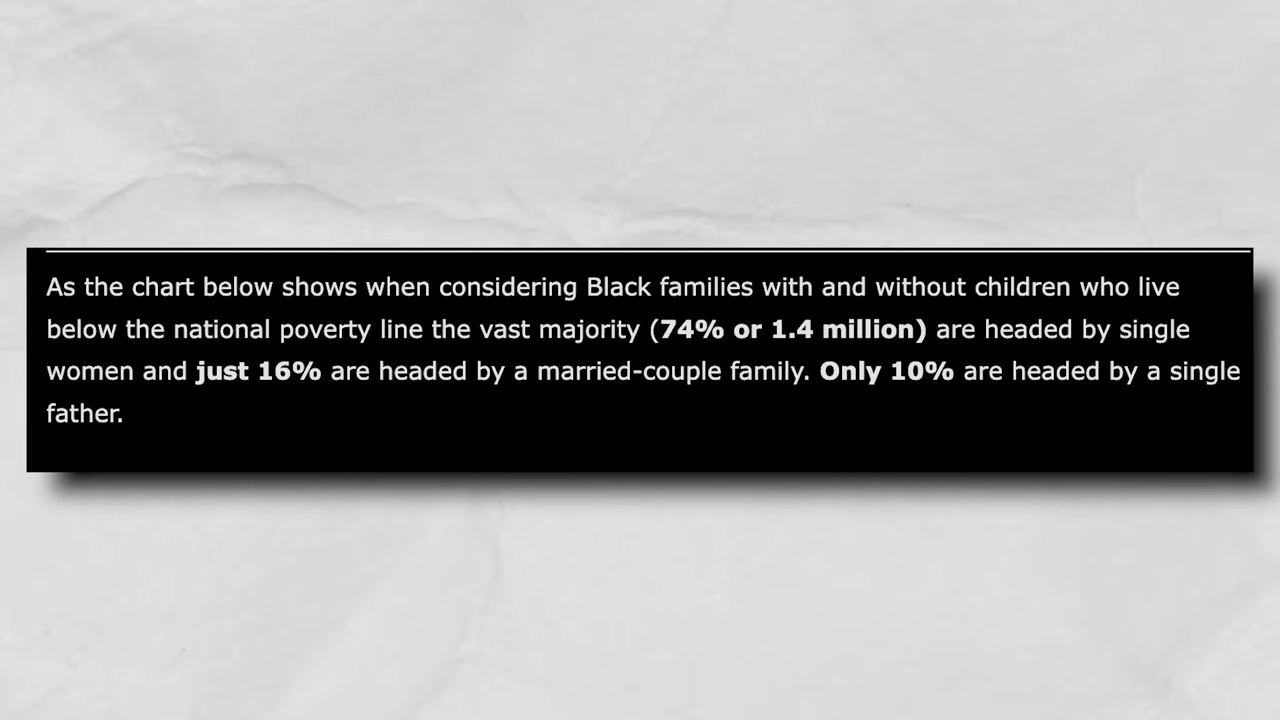 As the chart below shows when considering Black families with and without children who live
below the national poverty line the vast majority (74% or 1.4 million) are headed by single
women and just 16% are headed by a married-couple family. Only 10% are headed by a single
father.